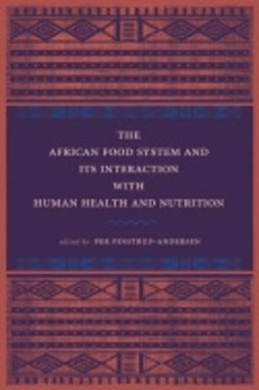 THE
AFRICAN FOOD SYSTEM AND
ITS INTERACTION
WITH
HUMAN HEALTH AND NUTRITION
edited by PER PINSTRUP-ANDERSEN